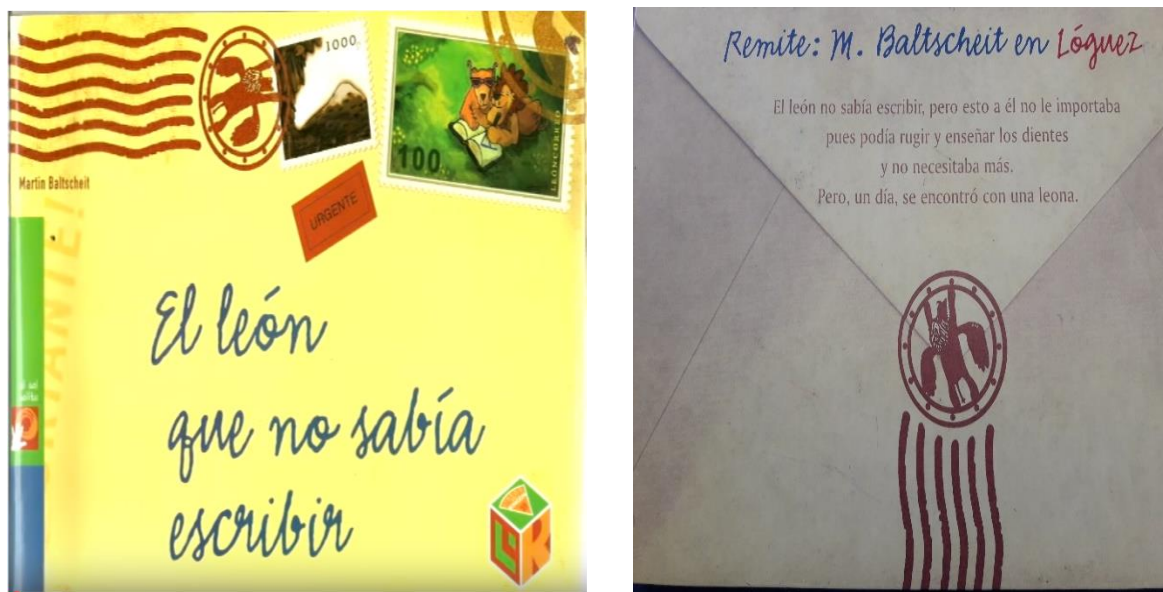 1000
100
LEÓNCORREO
Martin Baltscheit
URGENTE
El león
que no sabía
escribir
Remite: M. Baltscheit en Lóguez
El león no sabía escribir, pero esto a él no le importaba
pues podía rugir y enseñar los dientes
y no necesitaba más.
Pero, un día, se encontró con una leona.